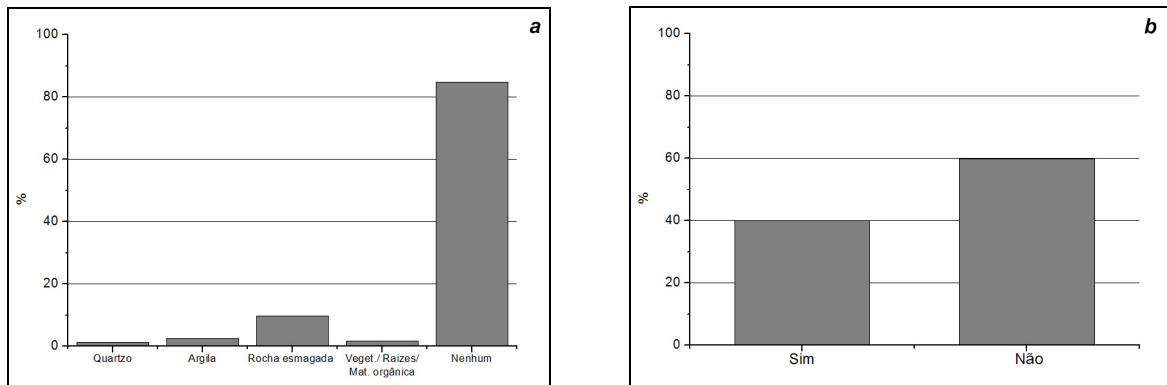 a
100
80
60
40
20
0
%
Quartzo
Argila
Rocha esmagada
Veget./ Raizes/
Mat. orgânica
Nenhum
b
100
80
60
40
20
0
%
Sim
Não